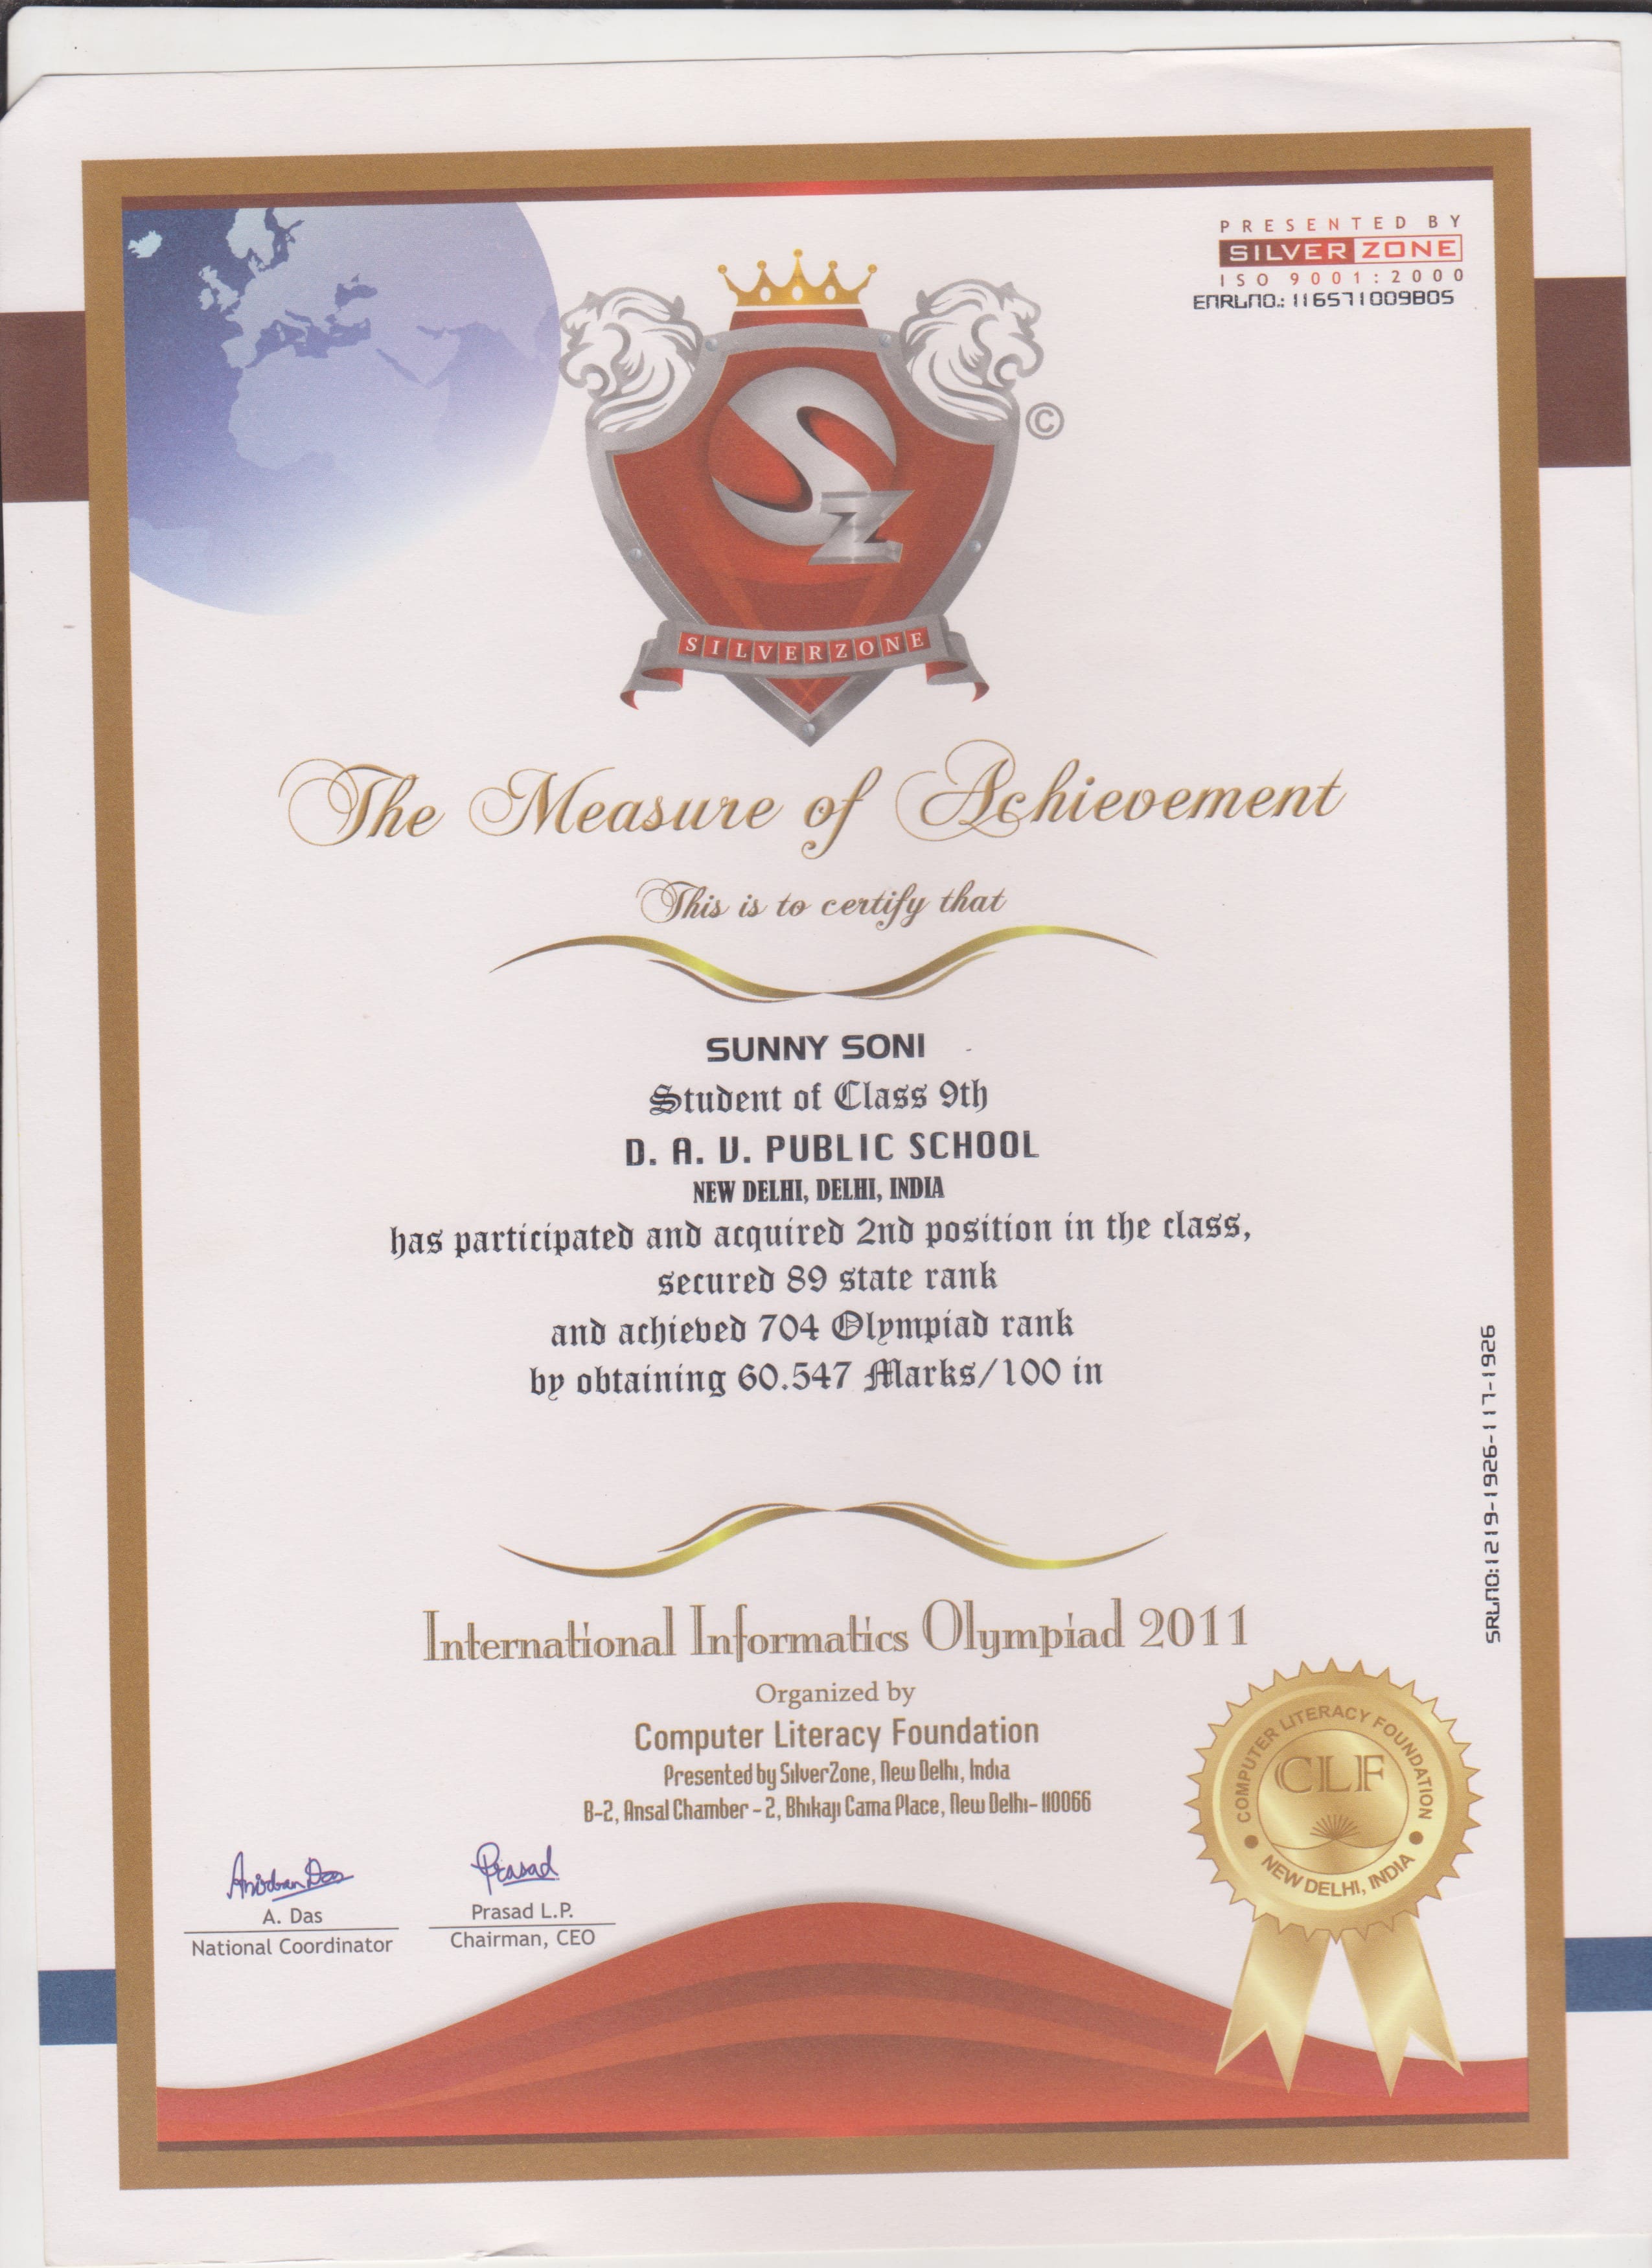 PRESENTED BY
SILVER ZONE
ISO 9001:2000
ENRLNO.: 116571009B05
©
SZ
SILVERZONE
The Measure of Achievement
This is to certify that
SUNNY SONI
Student of Class 9th
D. A. V. PUBLIC SCHOOL
NEW DELHI, DELHI, INDIA
has participated and acquired 2nd position in the class,
secured 89 state rank
and achieved 704 Olympiad rank
by obtaining 60.547 Marks/100 in
SRLNO:1219-1926-117-1926
International Informatics Olympiad 2011
Organized by
Computer Literacy Foundation
Presented by SilverZone, New Delhi, India
B-2, Ansal Chamber - 2, Bhikaji Cama Place, New Delhi- 110066
COMPUTER LITERACY FOUNDATION
CLF
NEW DELHI, INDIA
Anirban Das
Prasad
A. Das
Prasad L.P.
National Coordinator
Chairman, CEO